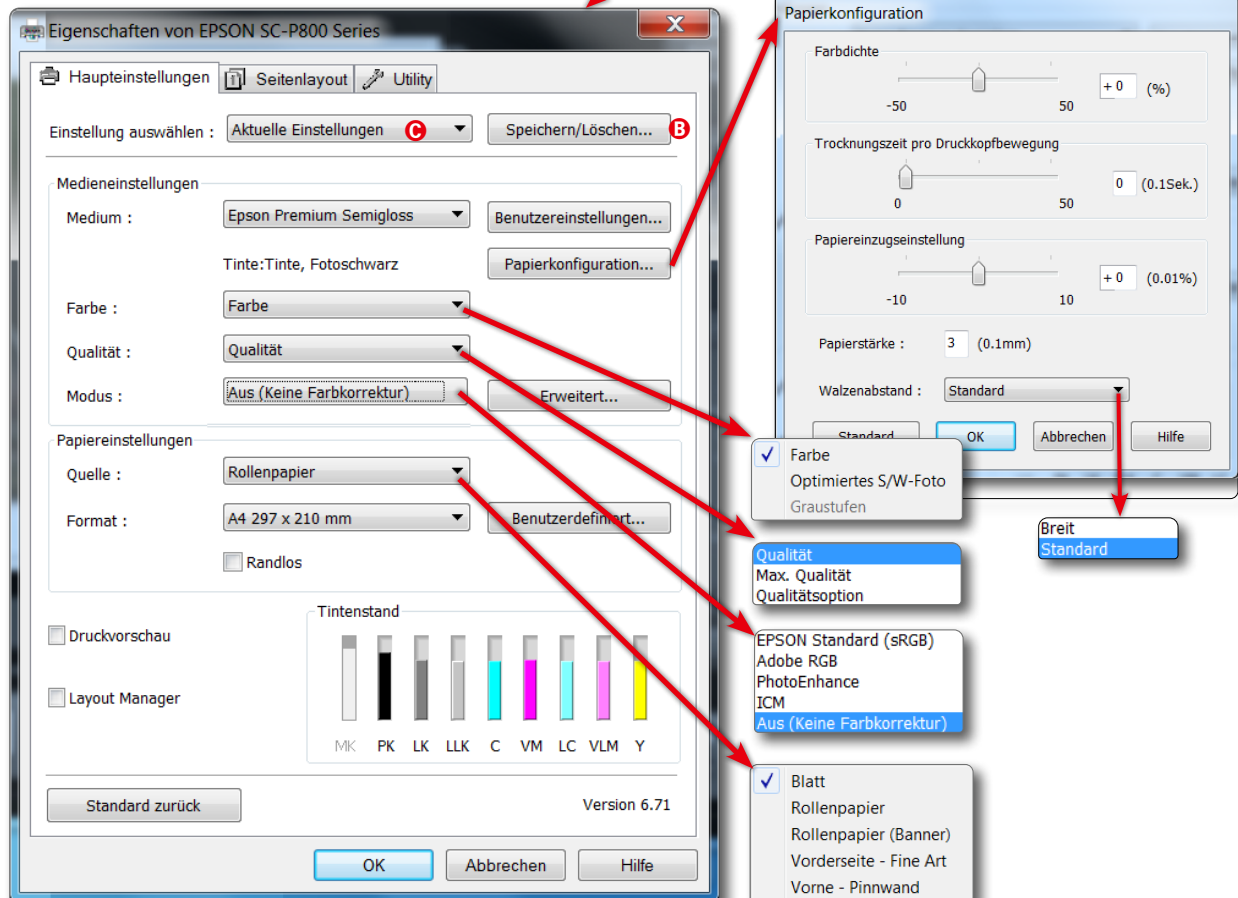 Eigenschaften von EPSON SC-P800 Series
X
Haupteinstellungen
Seitenlayout
Utility
Einstellung auswählen :
Aktuelle Einstellungen
C
Speichern/Löschen...
B
Medieneinstellungen
Medium :
Epson Premium Semigloss
Benutzereinstellungen...
Tinte:Tinte, Fotoschwarz
Papierkonfiguration...
Farbe :
Farbe
Qualität :
Qualität
Modus :
Aus (Keine Farbkorrektur)
Erweitert...
Papiereinstellungen
Quelle :
Rollenpapier
Format :
A4 297 x 210 mm
Benutzerdefiniert...
Randlos
Druckvorschau
Layout Manager
Tintenstand
MK PK LK LLK C VM LC VLM Y
Standard zurück
Version 6.71
OK
Abbrechen
Hilfe
Papierkonfiguration
Farbdichte
-50
50
+ 0 (%)
Trocknungszeit pro Druckkopfbewegung
0
50
0 (0.1Sek.)
Papiereinzugseinstellung
-10
10
+ 0 (0.01%)
Papierstärke : 3 (0.1mm)
Walzenabstand : Standard
Standard
OK
Abbrechen
Hilfe
Farbe
Optimiertes S/W-Foto
Graustufen
Breit
Standard
Qualität
Max. Qualität
Qualitätsoption
EPSON Standard (sRGB)
Adobe RGB
PhotoEnhance
ICM
Aus (Keine Farbkorrektur)
Blatt
Rollenpapier
Rollenpapier (Banner)
Vorderseite - Fine Art
Vorne - Pinnwand